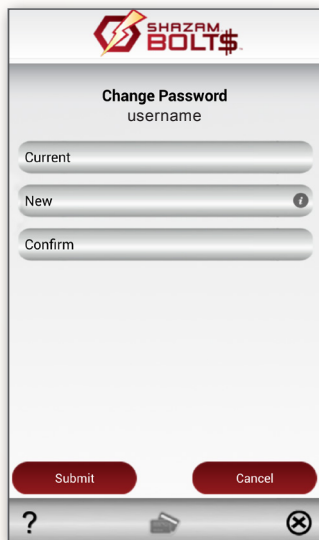 SHAZAM
BOLT$
Change Password
username
Current
New
i
Confirm
Submit
Cancel
?